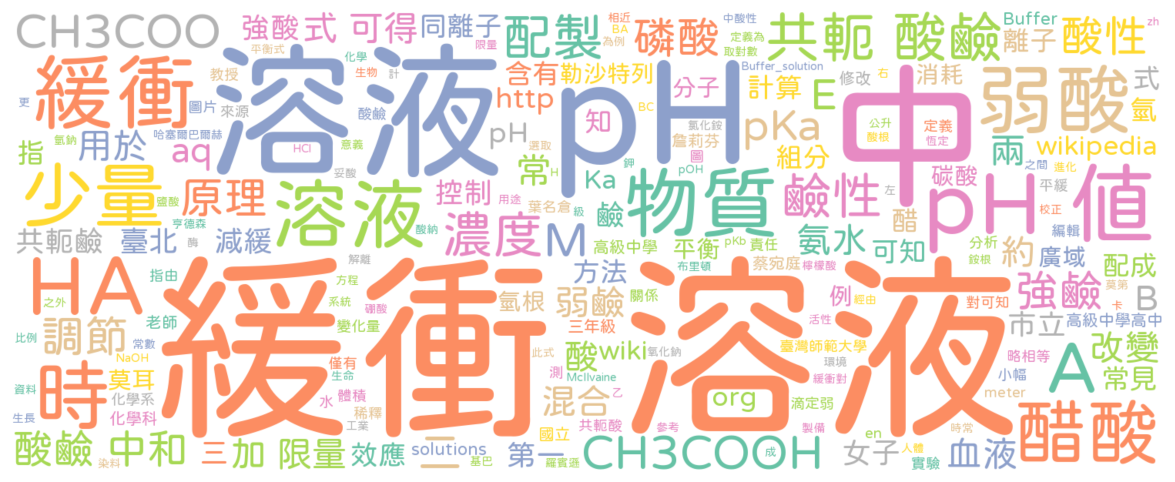 CH3COO
強酸式
可得
同離子
配製
磷酸
共軛
酸鹼
Buffer
離子
酸性
緩衝
溶液
pH
中
弱酸
平衡式
化學
限量
生物
計
教授
酸鹼
圖片
來源
含有
勒沙特列
http
相近
BA
為例
中酸性
定義為
取對數
Buffer_solution
分子
計算
E
修改
消耗
右
式
氫
zh
更
氫鈉
指
用於
哈塞爾巴爾赫
aq
HCl
意義
選取
pH
知
BC
氯化銨
詹莉芬
圖
pKa
組分
公升
酸根
定義
恆定
兩
wikipedia
少量
原理
妥酸
鹽酸
亨德森
用途
常
H
級
溶液
控制
濃度
M
Ka
鉀
pOH
鹼
物質
鹼性
之間
進化
碳酸
平緩
左
醋
校正
pH
值
共軛鹼
臺北
減緩
酶
酸鈉
解離
葉名倉
高級中學
平衡
pKb
責任
氨水
可知
約
分析
銨根
編輯
廣域
HA
之外
指由
方程
系統
氫根
方法
弱鹼
關係
布里頓
蔡宛庭
檸檬酸
例
對可知
強鹼
莫第
卡
配成
B
高級中學高中
調節
老師
硼酸
變化量
三年級
經由
活性
市立
比例
常數
NaOH
時
莫耳
僅有
此式
生命
緩衝
溶液
酸
wiki
氧化鈉
測
McIlvaine
乙
臺灣師範大學
環境
緩衝對
略相等
小幅
meter
A
改變
常見
資料
生長
化學系
化學科
水
體積
稀釋
工業
混合
國立
共軛酸
org
參考
滴定弱
製備
en
時常
人體
酸鹼
中和
染料
三
加
限量
效應
二
solutions
基巴
第一
羅賓遜
CH3COOH
成
女子
實驗
血液
醋酸